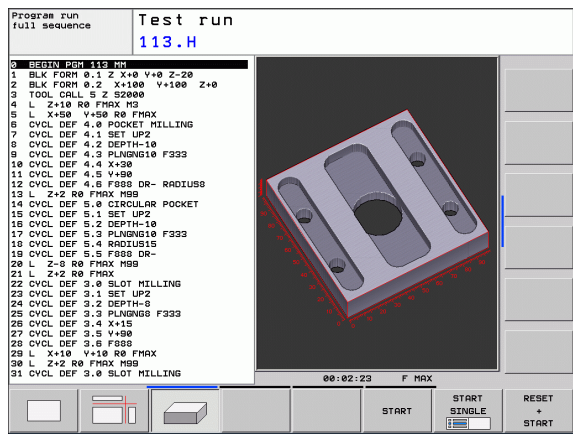 Program run
full sequence
Test run
113.H
0 BEGIN PGM 113 MM
1 BLK FORM 0.1 Z X+0 Y+0 Z-20
2 BLK FORM 0.2 X+100 Y+100 Z+0
3 TOOL CALL 5 Z S2000
4 L Z+10 R0 FMAX M3
5 L X+50 Y+50 R0 FMAX
6 CYCL DEF 4.0 POCKET MILLING
7 CYCL DEF 4.1 SET UP2
8 CYCL DEF 4.2 DEPTH-10
9 CYCL DEF 4.3 PLNGNG10 F333
10 CYCL DEF 4.4 X+30
11 CYCL DEF 4.5 Y+90
12 CYCL DEF 4.6 F888 DR- RADIUS8
13 L Z+2 R0 FMAX M99
14 CYCL DEF 5.0 CIRCULAR POCKET
15 CYCL DEF 5.1 SET UP2
16 CYCL DEF 5.2 DEPTH-10
17 CYCL DEF 5.3 PLNGNG10 F333
18 CYCL DEF 5.4 RADIUS15
19 CYCL DEF 5.5 F888 DR-
20 L Z-8 R0 FMAX M99
21 L Z+2 R0 FMAX
22 CYCL DEF 3.0 SLOT MILLING
23 CYCL DEF 3.1 SET UP2
24 CYCL DEF 3.2 DEPTH-8
25 CYCL DEF 3.3 PLNGNG8 F333
26 CYCL DEF 3.4 X+15
27 CYCL DEF 3.5 Y+90
28 CYCL DEF 3.6 F888
29 L X+10 Y+10 R0 FMAX
30 L Z+2 R0 FMAX M99
31 CYCL DEF 3.0 SLOT MILLING
00:02:23 F MAX
START
START
SINGLE
RESET
+
START